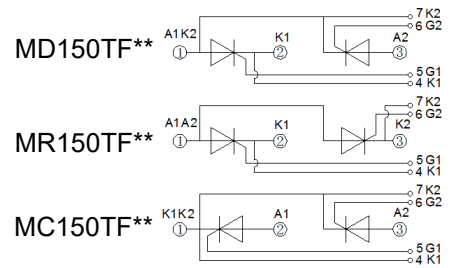 7 K2
6 G2
A1K2 K1 A2
MD150TF** ① ② ③
5 G1
4 K1
7 K2
6 G2
A1A2 K1 K2
MR150TF** ① ② ③
5 G1
4 K1
7 K2
6 G2
K1K2 A1 A2
MC150TF** ① ② ③
5 G1
4 K1